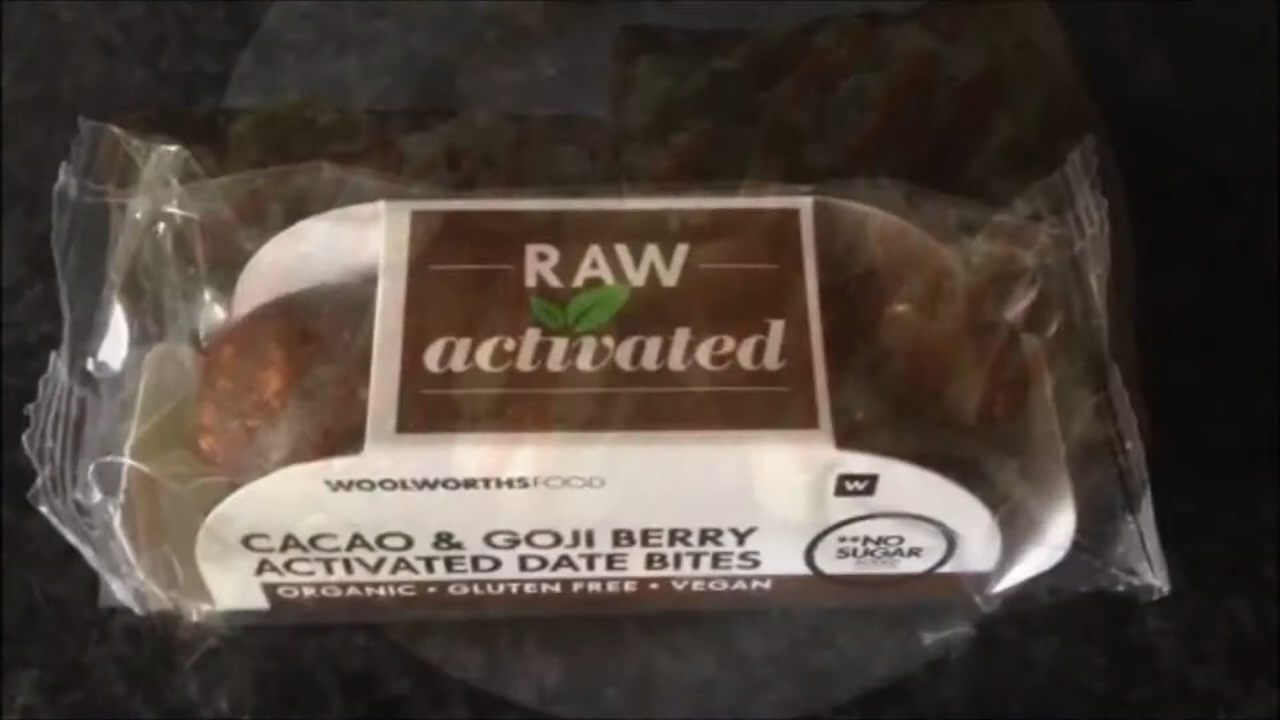 RAW
activated
WOOLWORTHSFOOD
W
CACAO & GOJI BERRY
ACTIVATED DATE BITES
**NO
SUGAR
ORGANIC • GLUTEN FREE • VEGAN